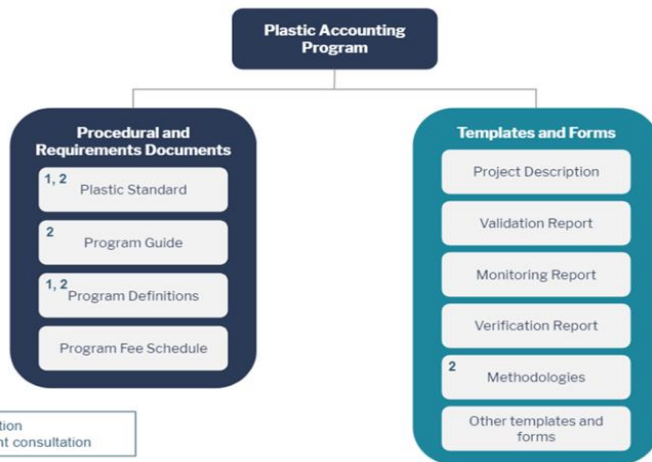 Plastic Accounting
Program
Procedural and
Requirements Documents
1, 2
Plastic Standard
2
Program Guide
1, 2
Program Definitions
Program Fee Schedule
Templates and Forms
Project Description
Validation Report
Monitoring Report
Verification Report
2
Methodologies
Other templates and
forms
consultation